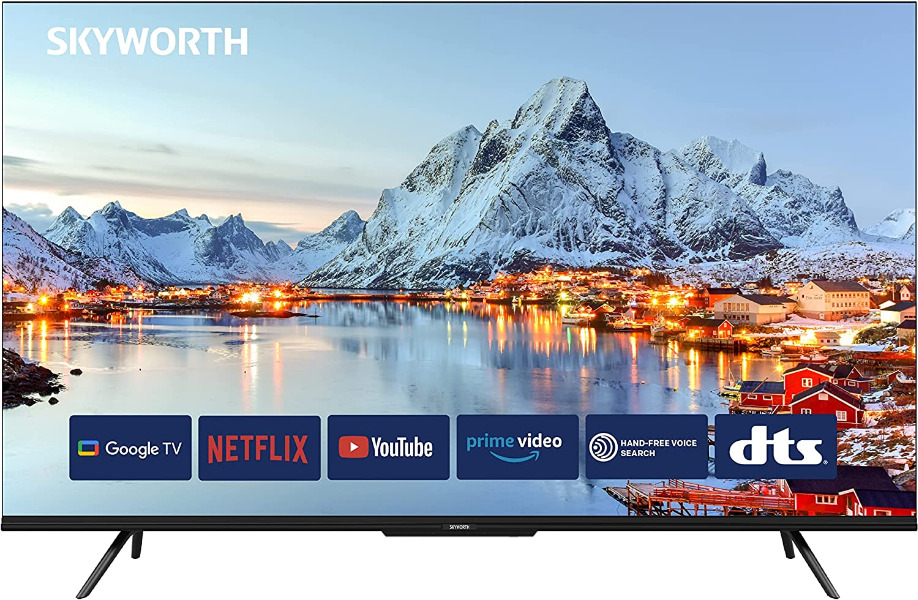 SKYWORTH
Google TV
NETFLIX
YouTube
prime video
HAND-FREE VOICE
SEARCH
dts
SKYWORTH